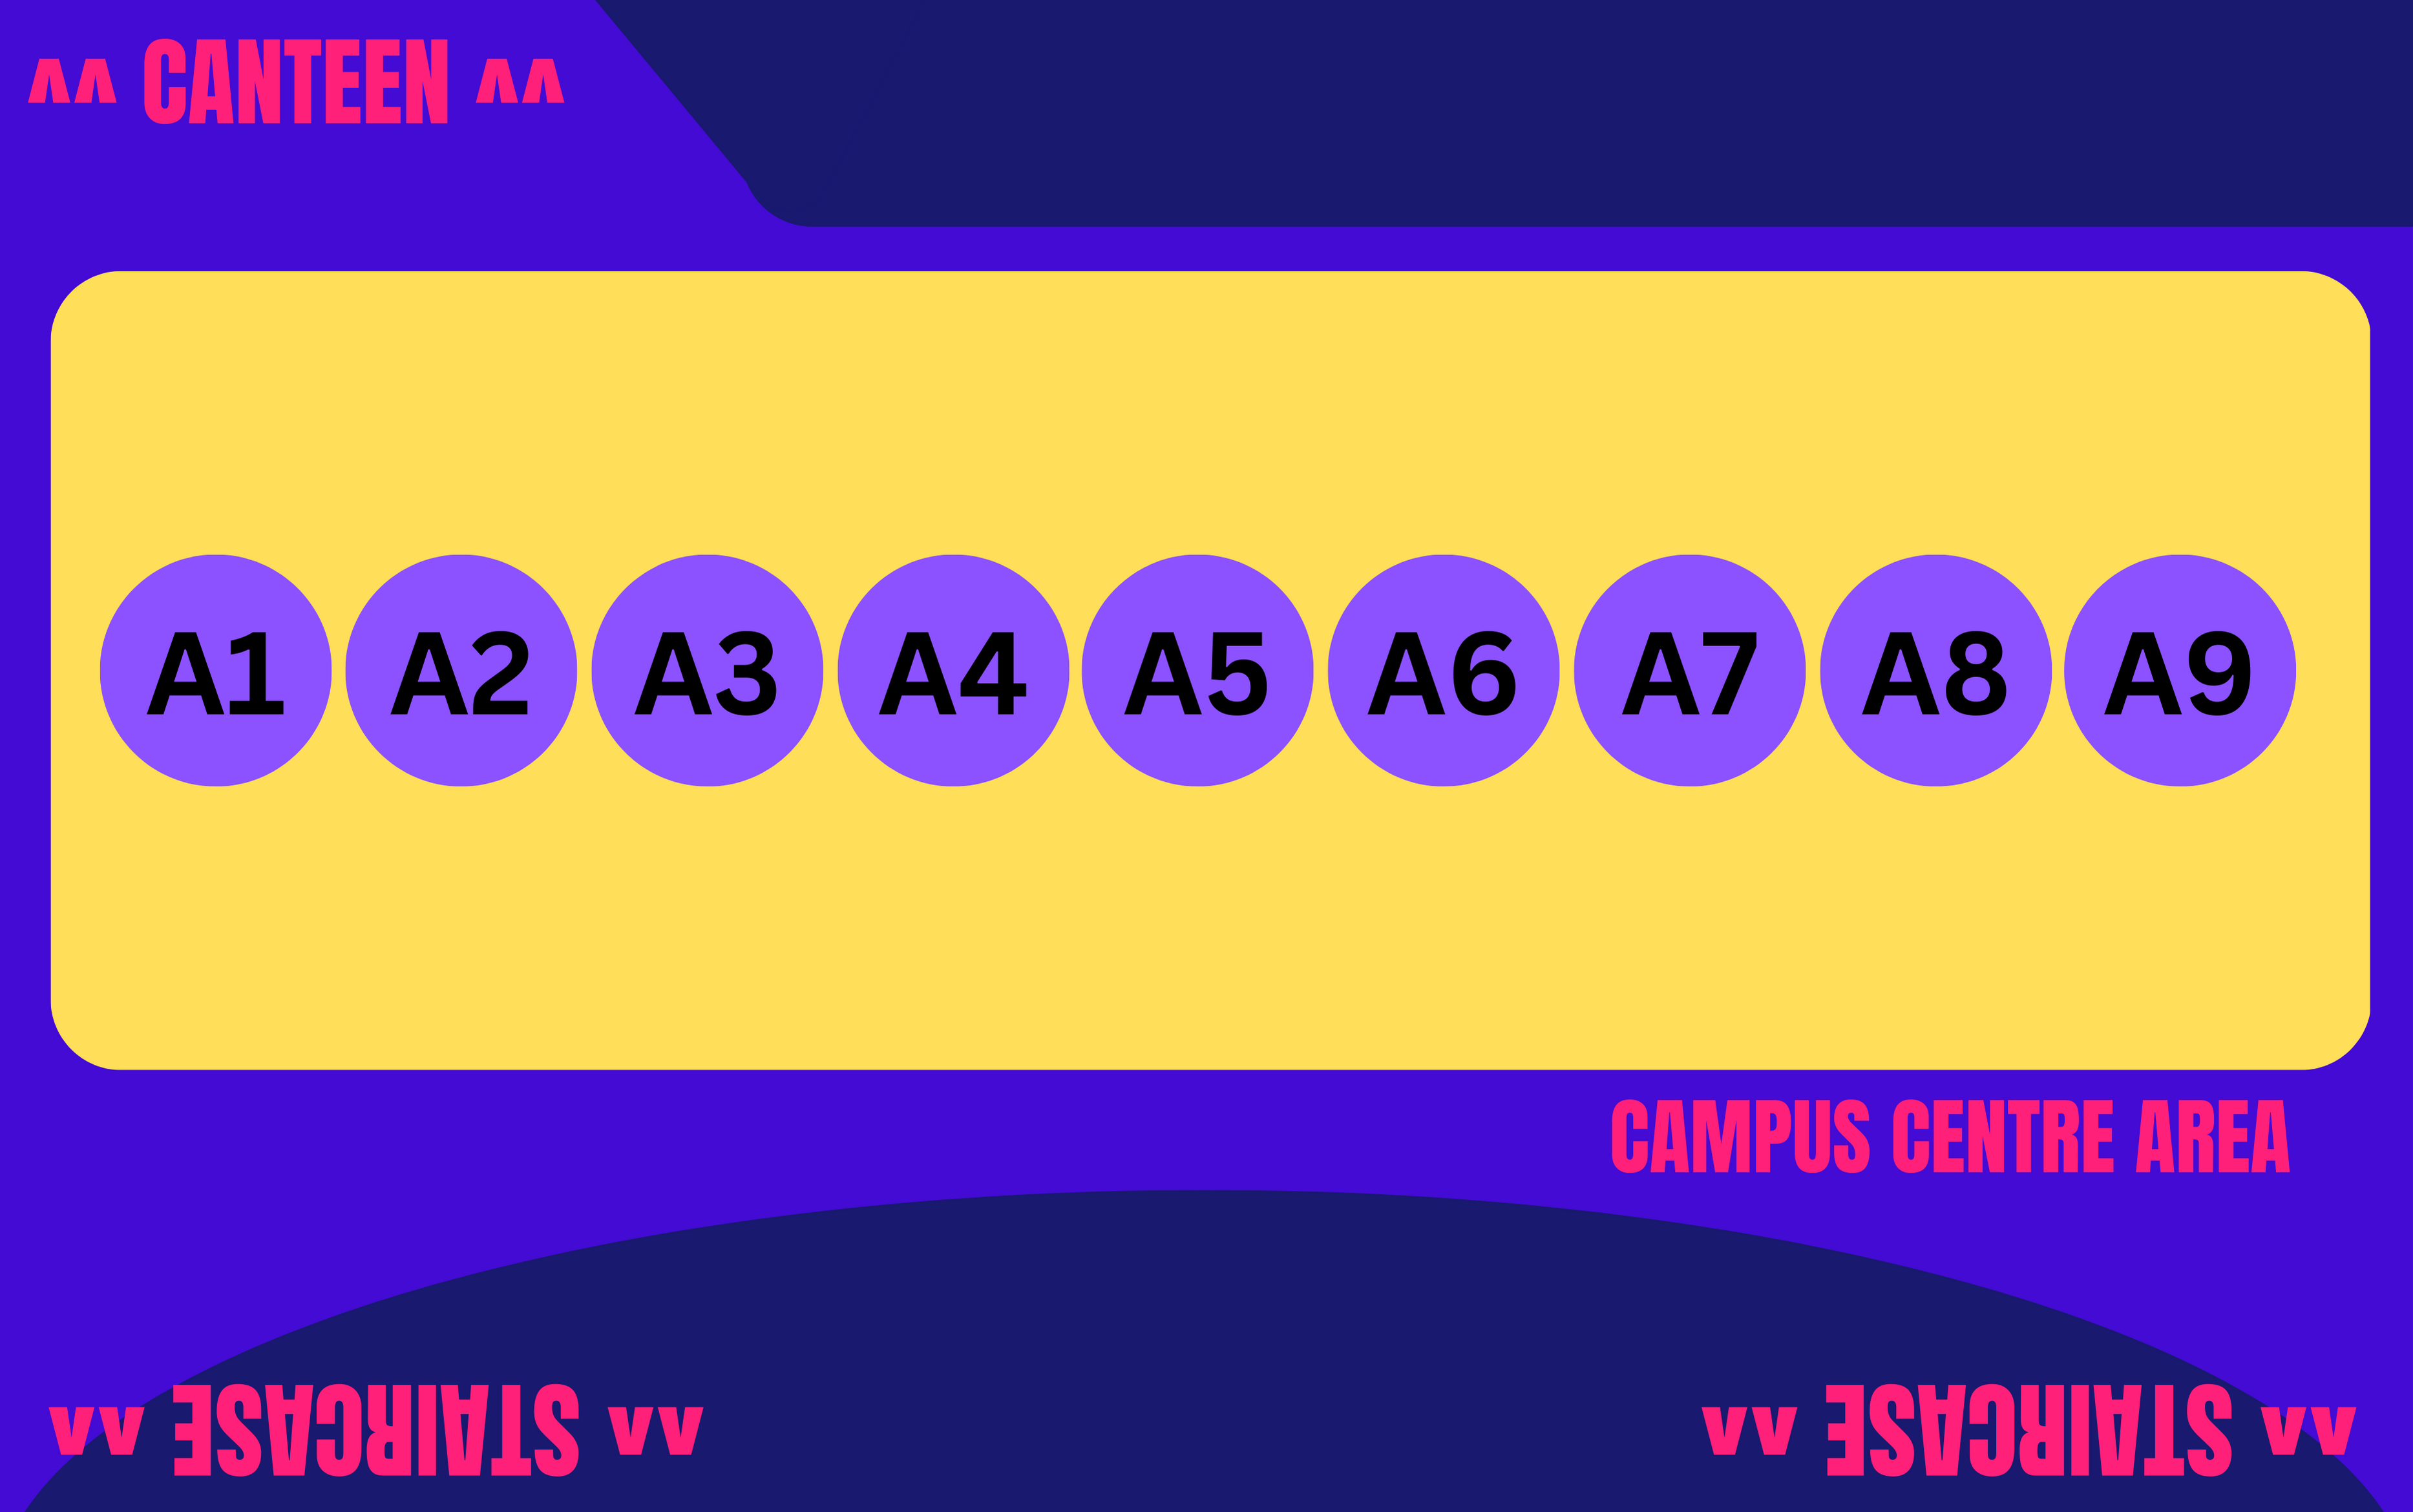 ^^ CANTEEN ^^
A1 A2 A3 A4 A5 A6 A7 A8 A9
CAMPUS CENTRE AREA
^^ STAIRCASE ^^
^^ STAIRCASE ^^